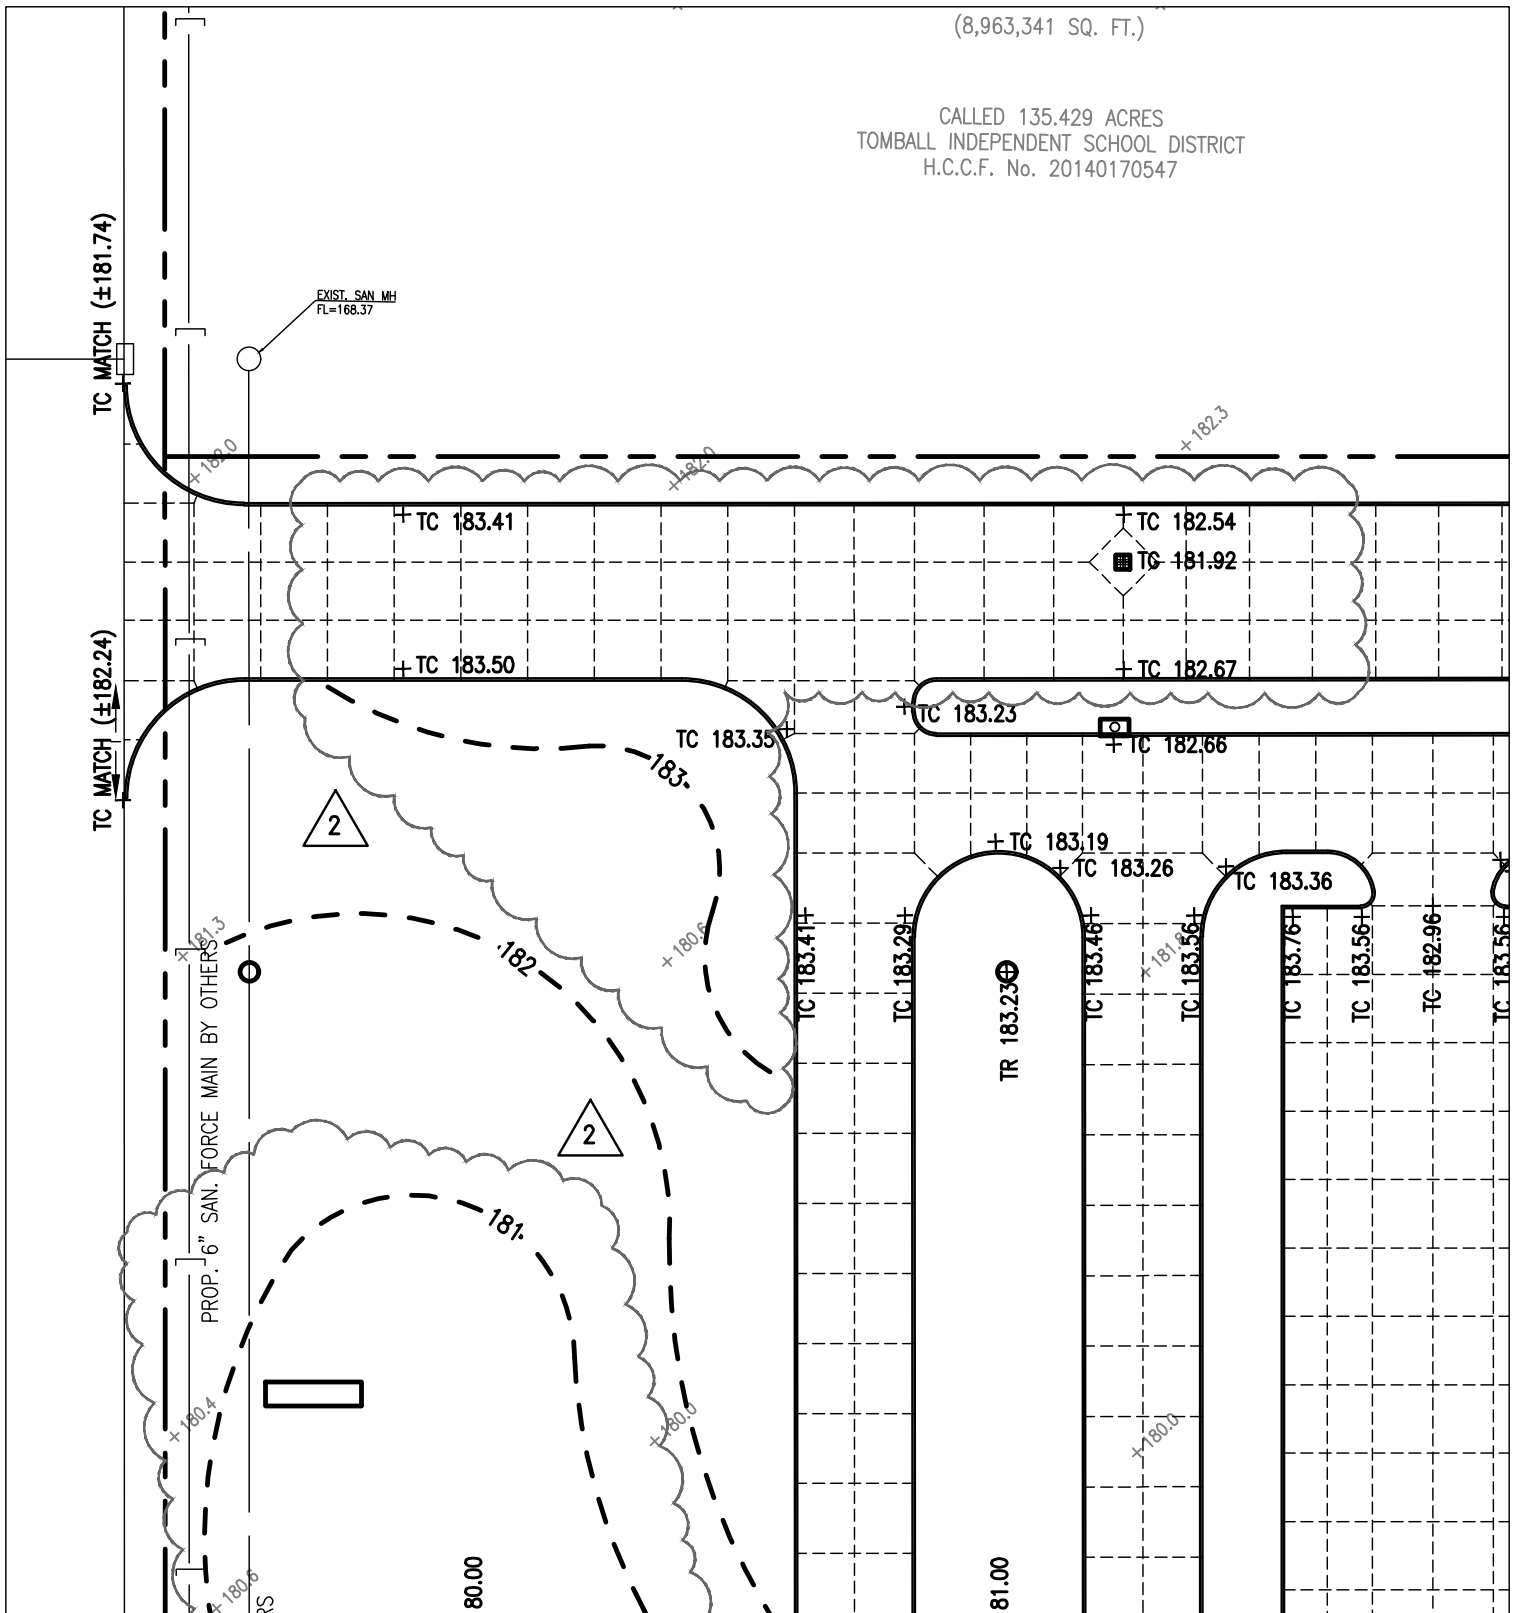 (8,963,341 SQ. FT.)
CALLED 135.429 ACRES
TOMBALL INDEPENDENT SCHOOL DISTRICT
H.C.C.F. No. 20140170547
TC MATCH (±181.74)
EXIST. SAN MH
FL=168.37
+182.3
+182.0
+182.0
TC 183.41
TC 182.54
TC 181.92
TC MATCH (±182.24)
TC 183.50
TC 182.67
TC 183.23
TC 183.35
TC 182.66
183
2
TC 183.19
TC 183.26
TC 183.36
+181.3
182
+180.6
TC 183.41
TC 183.29
TR 183.23
TC 183.46
TC 183.56
TC 183.76
TC 183.56
TC 182.96
TC 183.56
PROP. 6" SAN. FORCE MAIN BY OTHERS
2
181
+180.4
+180.0
+180.0
+180.6
80.00
81.00
RS